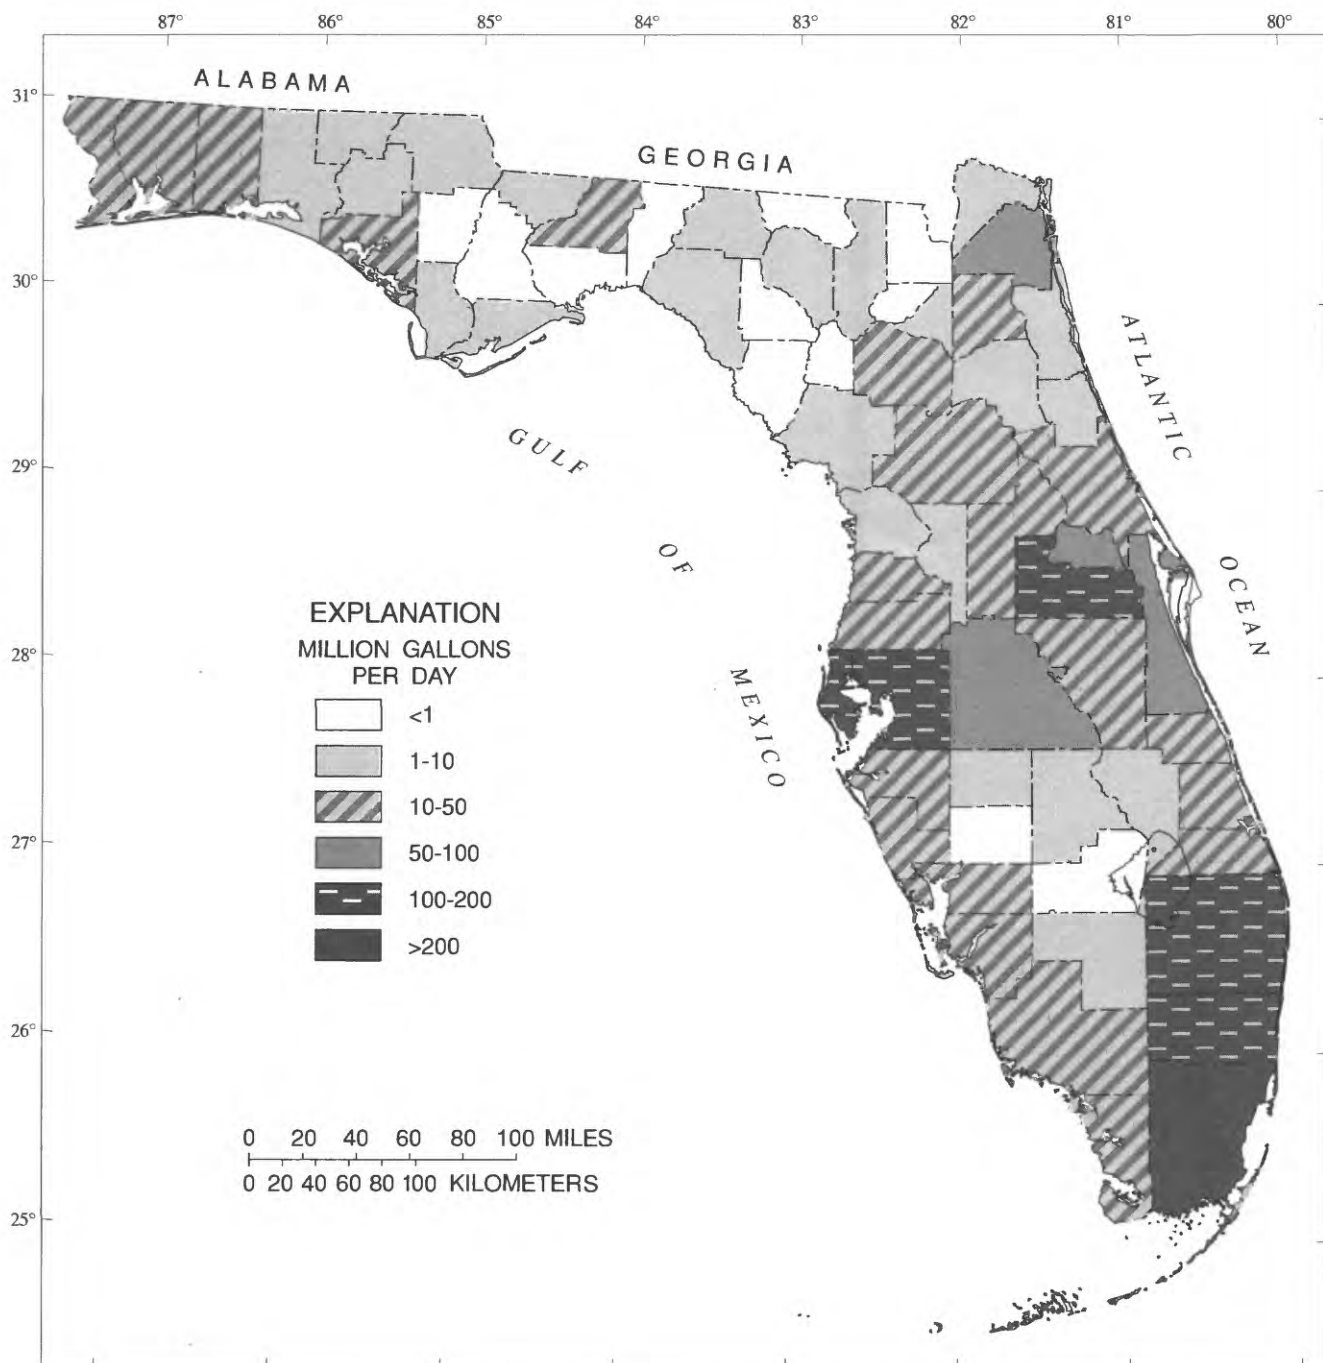 87° 86° 85° 84° 83° 82° 81° 80°
31°
ALABAMA
GEORGIA
30°
ATLANTIC
29°
GULF
OF
OCEAN
28°
MEXICO
EXPLANATION
MILLION GALLONS
PER DAY
<1
1-10
10-50
50-100
100-200
>200
27°
26°
0 20 40 60 80 100 MILES
0 20 40 60 80 100 KILOMETERS
25°